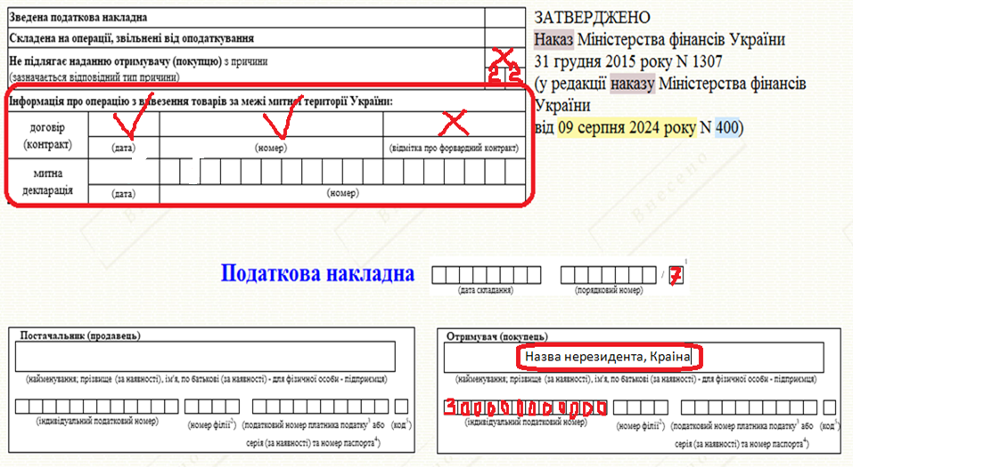 Зведена податкова накладна
Складена на операції, звільнені від оподаткування
Не підлягає наданню отримувачу (покупцю) з причини
X
(зазначається відповідний тип причини)
22
ЗАТВЕРДЖЕНО
Наказ Міністерства фінансів України
31 грудня 2015 року N 1307
(у редакції наказу Міністерства фінансів
України
від 09 серпня 2024 року N 400)
Інформація про операцію з вивезення товарів за межі митної території України:
договір
(контракт)
(дата)
(номер)
X
(відмітка про форвардний контракт)
митна
декларація
(дата)
(номер)
Внесено
Податкова накладна
(дата складання)
(порядковий номер)
/ 7 1
Постачальник (продавець)
(найменування; прізвище (за наявності), ім'я, по батькові (за наявності) - для фізичної особи - підприємця)
(індивідуальний податковий номер)
(номер філії2)
(податковий номер платника податку3 або
серія (за наявності) та номер паспорта4)
(код5)
Отримувач (покупець)
Назва нерезидента, Країна
(найменування; прізвище (за наявності), ім'я, по батькові (за наявності) - для фізичної особи - підприємця)
(індивідуальний податковий номер)
(номер філії2)
(податковий номер платника податку3 або
серія (за наявності) та номер паспорта4)